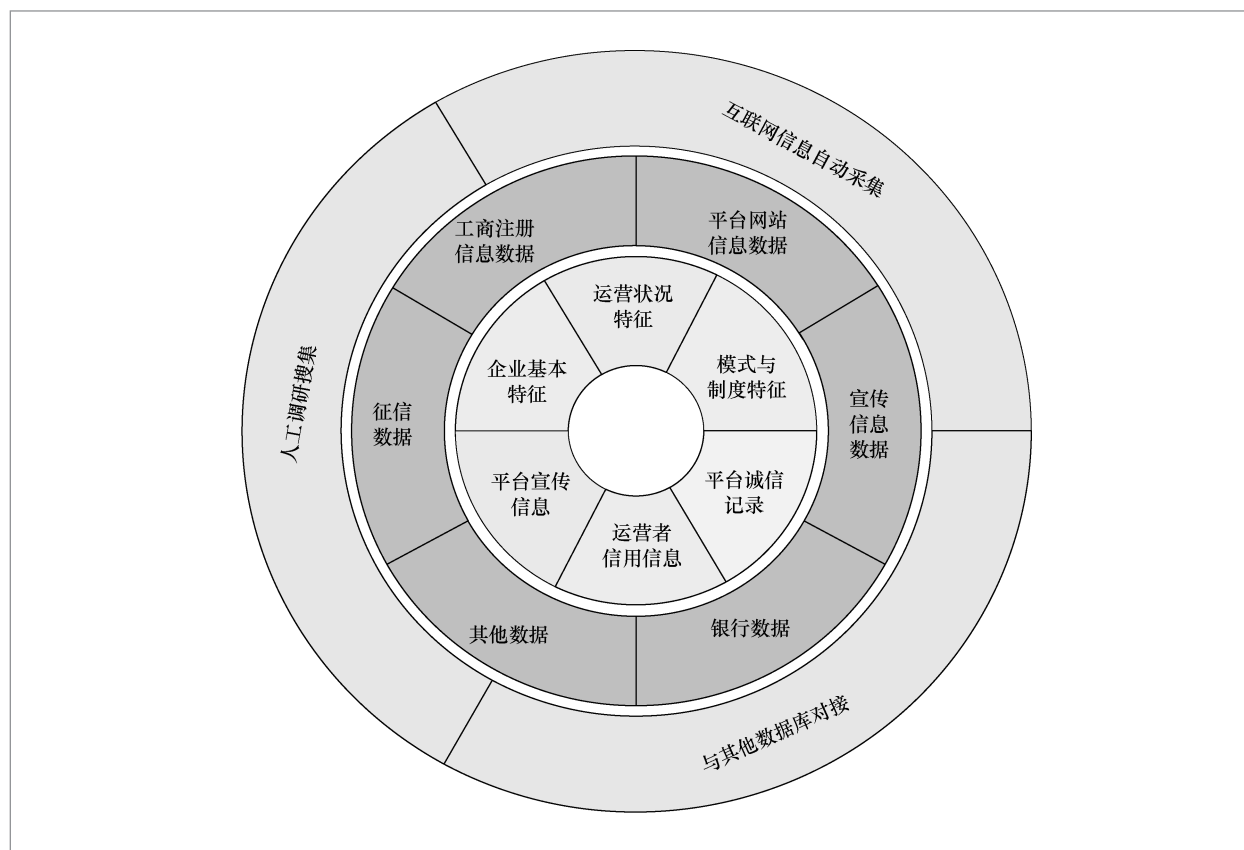 互联网信息自动采集
工商注册
信息数据
平台网站
信息数据
运营状况
特征
企业基本
特征
模式与
制度特征
人工调研搜集
征信
数据
宣传
信息
数据
平台宣传
信息
平台诚信
记录
运营者
信用信息
其他数据
银行数据
与其他数据库对接